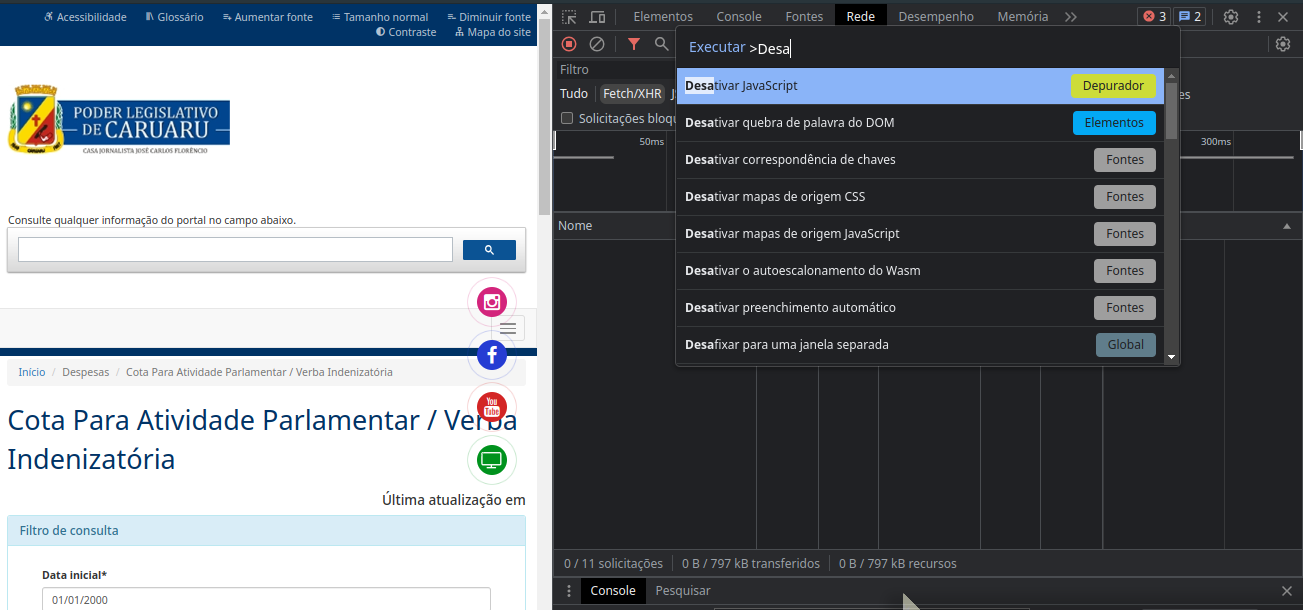 Acessibilidade Glossário Aumentar fonte Tamanho normal Diminuir fonte
Contraste Mapa do site
PODER LEGISLATIVO
DE CARUARU
CASA JORNALISTA JOSÉ CARLOS FLORÊNCIO
Consulte qualquer informação do portal no campo abaixo.
Início / Despesas / Cota Para Atividade Parlamentar / Verba Indenizatória
Cota Para Atividade Parlamentar / Verba
Indenizatória
You
Tube
Última atualização em
Filtro de consulta
Data inicial*
01/01/2000
Elementos Console Fontes Rede Desempenho Memória 3 2
Executar >Desa
Filtro
Tudo Fetch/XHR
Solicitações bloqu
50ms
300ms
Nome
Desativar JavaScript Depurador
Desativar quebra de palavra do DOM Elementos
Desativar correspondência de chaves Fontes
Desativar mapas de origem CSS Fontes
Desativar mapas de origem JavaScript Fontes
Desativar o autoescalonamento do Wasm Fontes
Desativar preenchimento automático Fontes
Desafixar para uma janela separada Global
0 / 11 solicitações 0 B / 797 kB transferidos 0 B / 797 kB recursos
Console Pesquisar